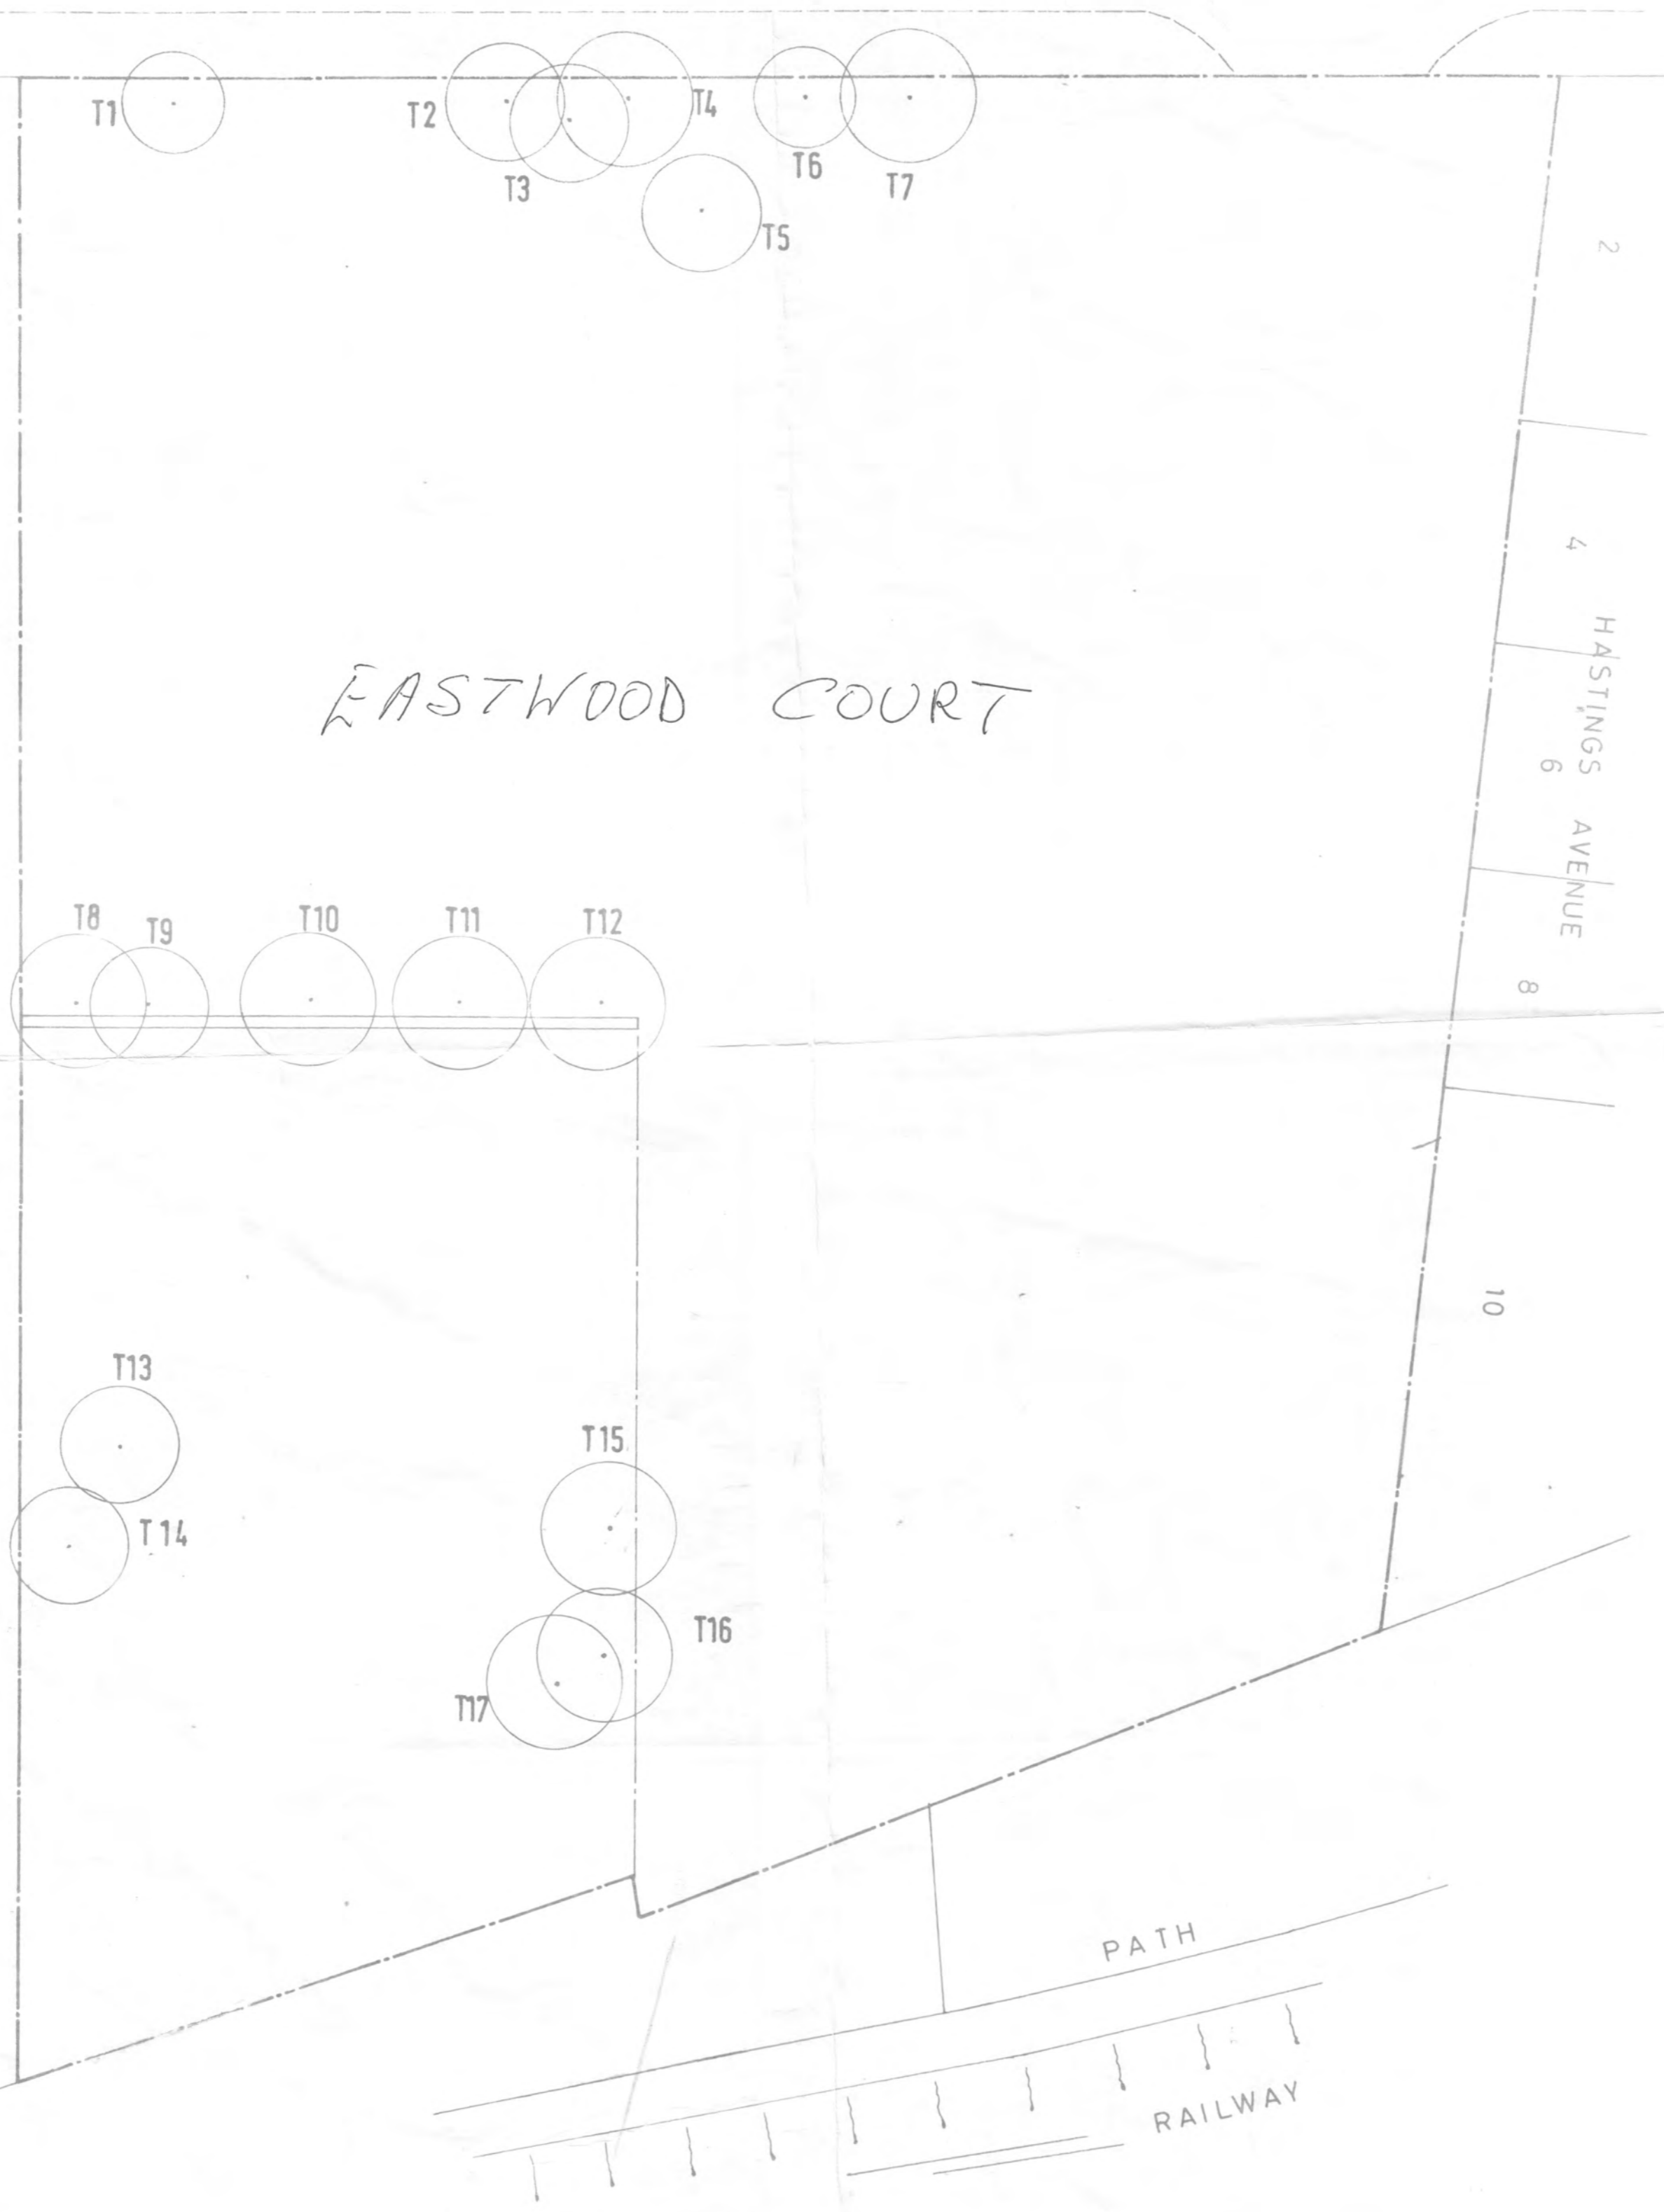 T1
T2
T3
T4
T5
T6
T7
2
4
HASTINGS AVENUE
6
8
10
EASTWOOD COURT
T8
T9
T10
T11
T12
T13
T14
T15
T16
T17
PATH
RAILWAY